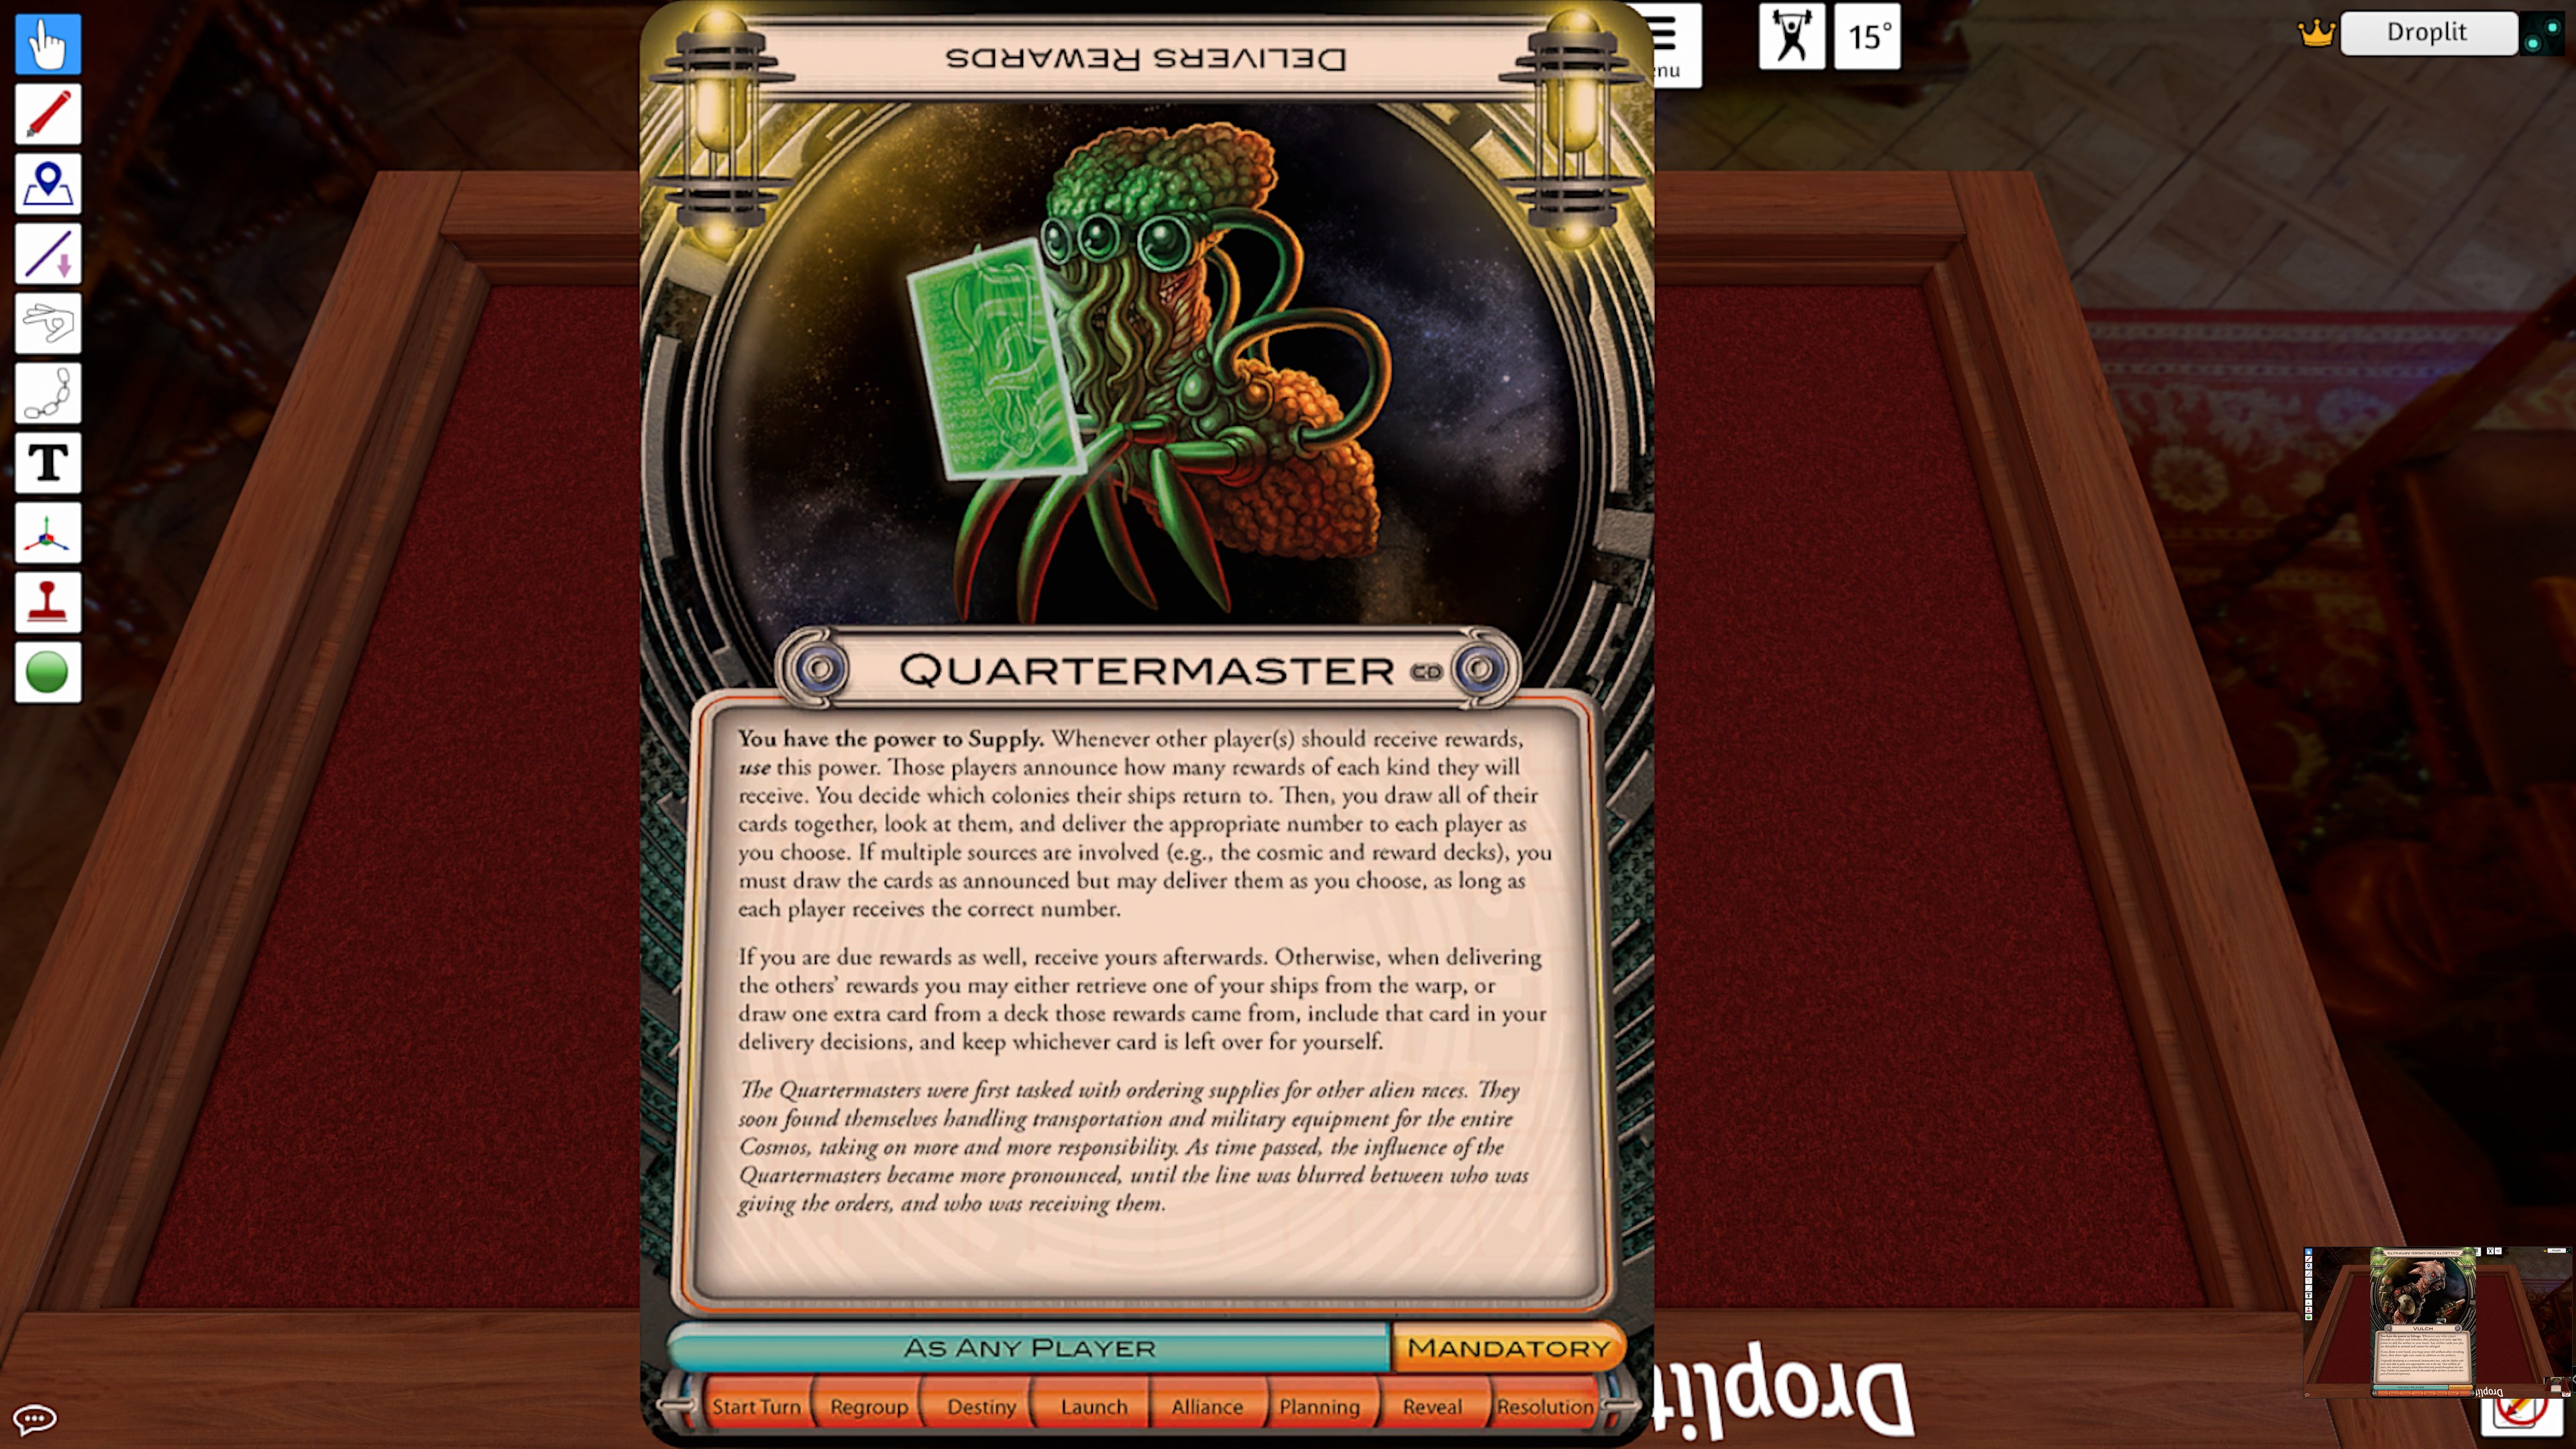 DELIVERS REWARDS
nu
15°
Droplit
T
QUARTERMASTER CD
You have the power to Supply. Whenever other player(s) should receive rewards,
use this power. Those players announce how many rewards of each kind they will
receive. You decide which colonies their ships return to. Then, you draw all of their
cards together, look at them, and deliver the appropriate number to each player as
you choose. If multiple sources are involved (e.g., the cosmic and reward decks), you
must draw the cards as announced but may deliver them as you choose, as long as
each player receives the correct number.
If you are due rewards as well, receive yours afterwards. Otherwise, when delivering
the others' rewards you may either retrieve one of your ships from the warp, or
draw one extra card from a deck those rewards came from, include that card in your
delivery decisions, and keep whichever card is left over for yourself.
The Quartermasters were first tasked with ordering supplies for other alien races. They
soon found themselves handling transportation and military equipment for the entire
Cosmos, taking on more and more responsibility. As time passed, the influence of the
Quartermasters became more pronounced, until the line was blurred between who was
giving the orders, and who was receiving them.
AS ANY PLAYER
MANDATORY
Start Turn
Regroup
Destiny
Launch
Alliance
Planning
Reveal
Resolution
Droplit
VULCH